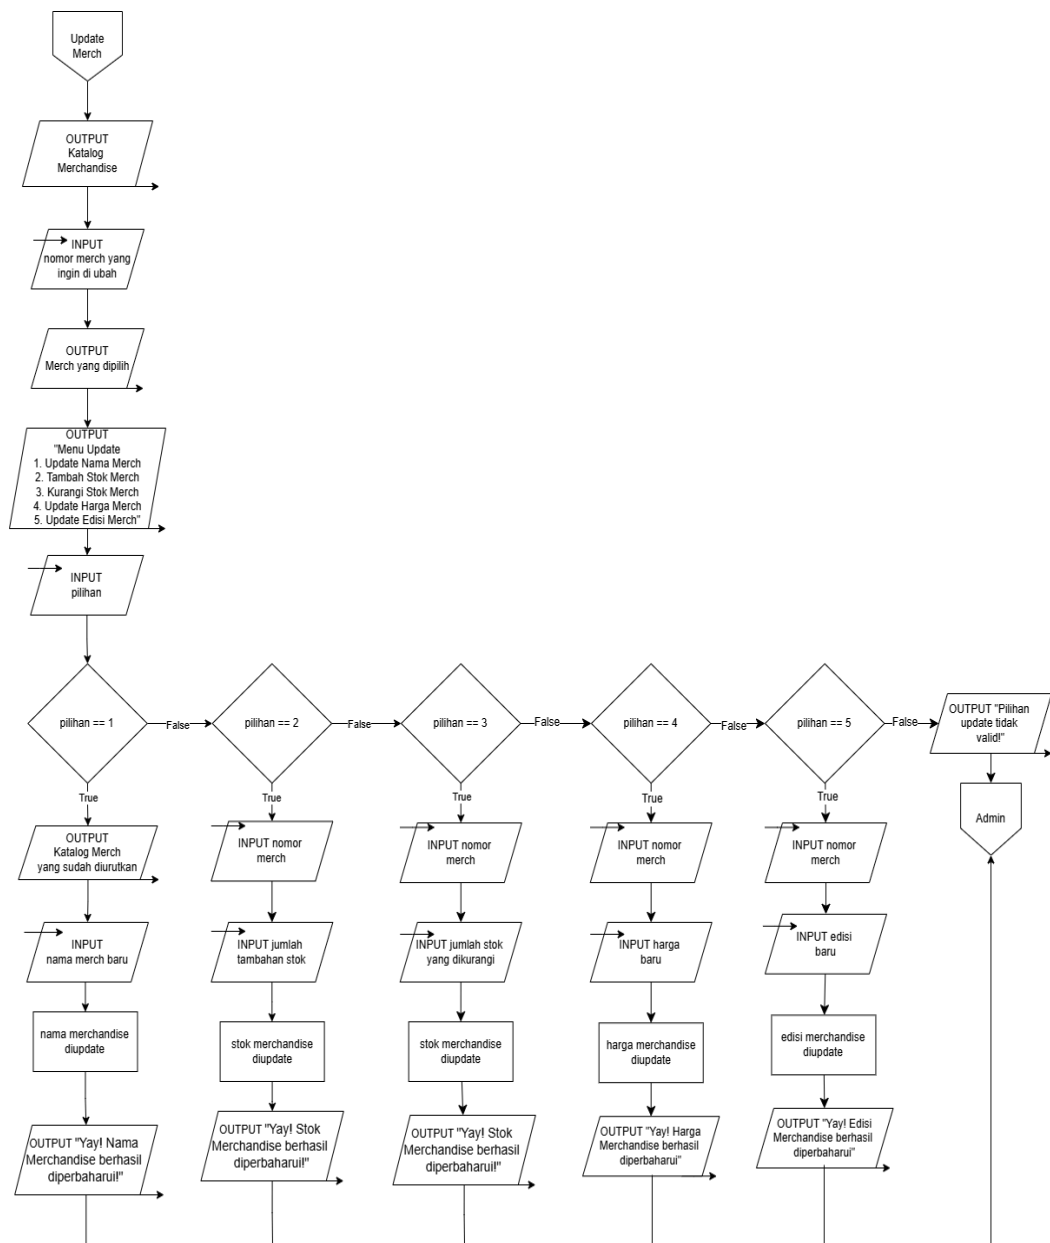 Update
Merch
OUTPUT
Katalog
Merchandise
INPUT
nomor merch yang
ingin di ubah
OUTPUT
Merch yang dipilih
OUTPUT
"Menu Update
1. Update Nama Merch
2. Tambah Stok Merch
3. Kurangi Stok Merch
4. Update Harga Merch
5. Update Edisi Merch"
INPUT
pilihan
pilihan == 1
False
pilihan == 2
False
pilihan == 3
False
pilihan == 4
False
pilihan == 5
False
OUTPUT "Pilihan
update tidak
valid!"
Admin
True
OUTPUT
Katalog Merch
yang sudah diurutkan
INPUT
nama merch baru
nama merchandise
diupdate
OUTPUT "Yay! Nama
Merchandise berhasil
diperbaharui!"
True
INPUT nomor
merch
INPUT jumlah
tambahan stok
stok merchandise
diupdate
OUTPUT "Yay! Stok
Merchandise berhasil
diperbaharui!"
True
INPUT nomor
merch
INPUT jumlah stok
yang dikurangi
stok merchandise
diupdate
OUTPUT "Yay! Stok
Merchandise berhasil
diperbaharui!"
True
INPUT nomor
merch
INPUT harga
baru
harga merchandise
diupdate
OUTPUT "Yay! Harga
Merchandise berhasil
diperbaharui"
True
INPUT nomor
merch
INPUT edisi
baru
edisi merchandise
diupdate
OUTPUT "Yay! Edisi
Merchandise berhasil
diperbaharui"